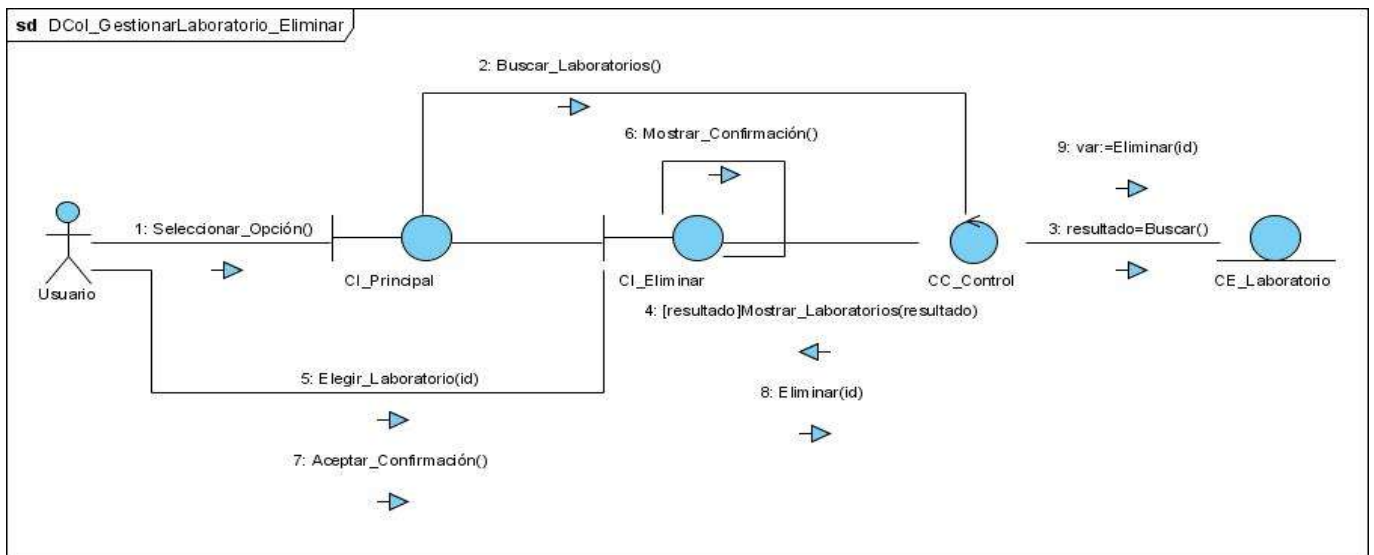 sd DCol_GestionarLaboratorio_Eliminar
2: Buscar_Laboratorios()
6: Mostrar_Confirmación()
9: var:=Eliminar(id)
1: Seleccionar_Opción()
3: resultado=Buscar()
Usuario
CI_Principal
CI_Eliminar
CC_Control
CE_Laboratorio
4: [resultado]Mostrar_Laboratorios(resultado)
5: Elegir_Laboratorio(id)
8: Eliminar(id)
7: Aceptar_Confirmación()